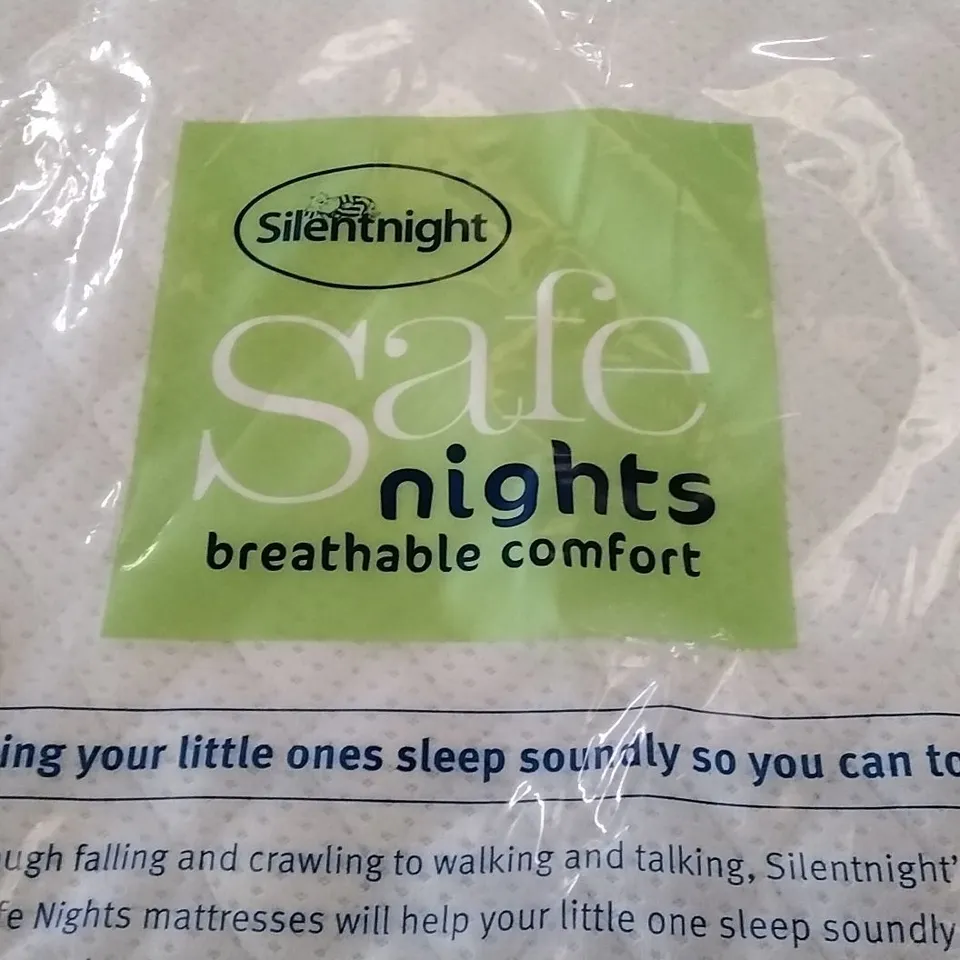 Silentnight
Safe
nights
breathable comfort
ing your little ones sleep soundly so you can to
ugh falling and crawling to walking and talking, Silentnight'
fe Nights mattresses will help your little one sleep soundly